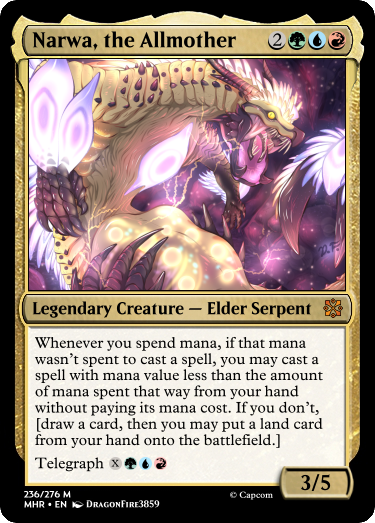 Narwa, the Allmother 2
Legendary Creature — Elder Serpent
Whenever you spend mana, if that mana
wasn't spent to cast a spell, you may cast a
spell with mana value less than the amount
of mana spent that way from your hand
without paying its mana cost. If you don't,
[draw a card, then you may put a land card
from your hand onto the battlefield.]
Telegraph X
3/5
236/276 M
MHR • EN DragonFire3859
© Capcom